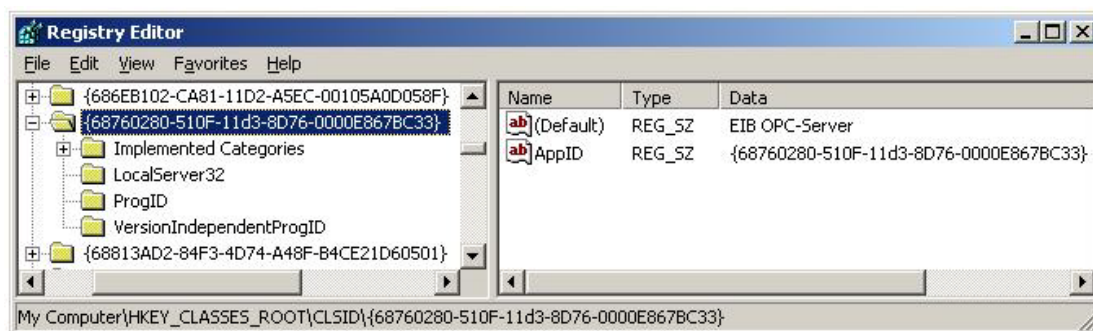 Registry Editor
File Edit View Favorites Help
{686EB102-CA81-11D2-A5EC-00105A0D058F}
{68760280-510F-11d3-8D76-0000E867BC33}
Implemented Categories
LocalServer32
ProgID
VersionIndependentProgID
{68813AD2-84F3-4D74-A48F-B4CE21D60501}
Name Type Data
ab (Default) REG_SZ EIB OPC-Server
ab AppID REG_SZ {68760280-510F-11d3-8D76-0000E867BC33}
My Computer\HKEY_CLASSES_ROOT\CLSID\{68760280-510F-11d3-8D76-0000E867BC33}